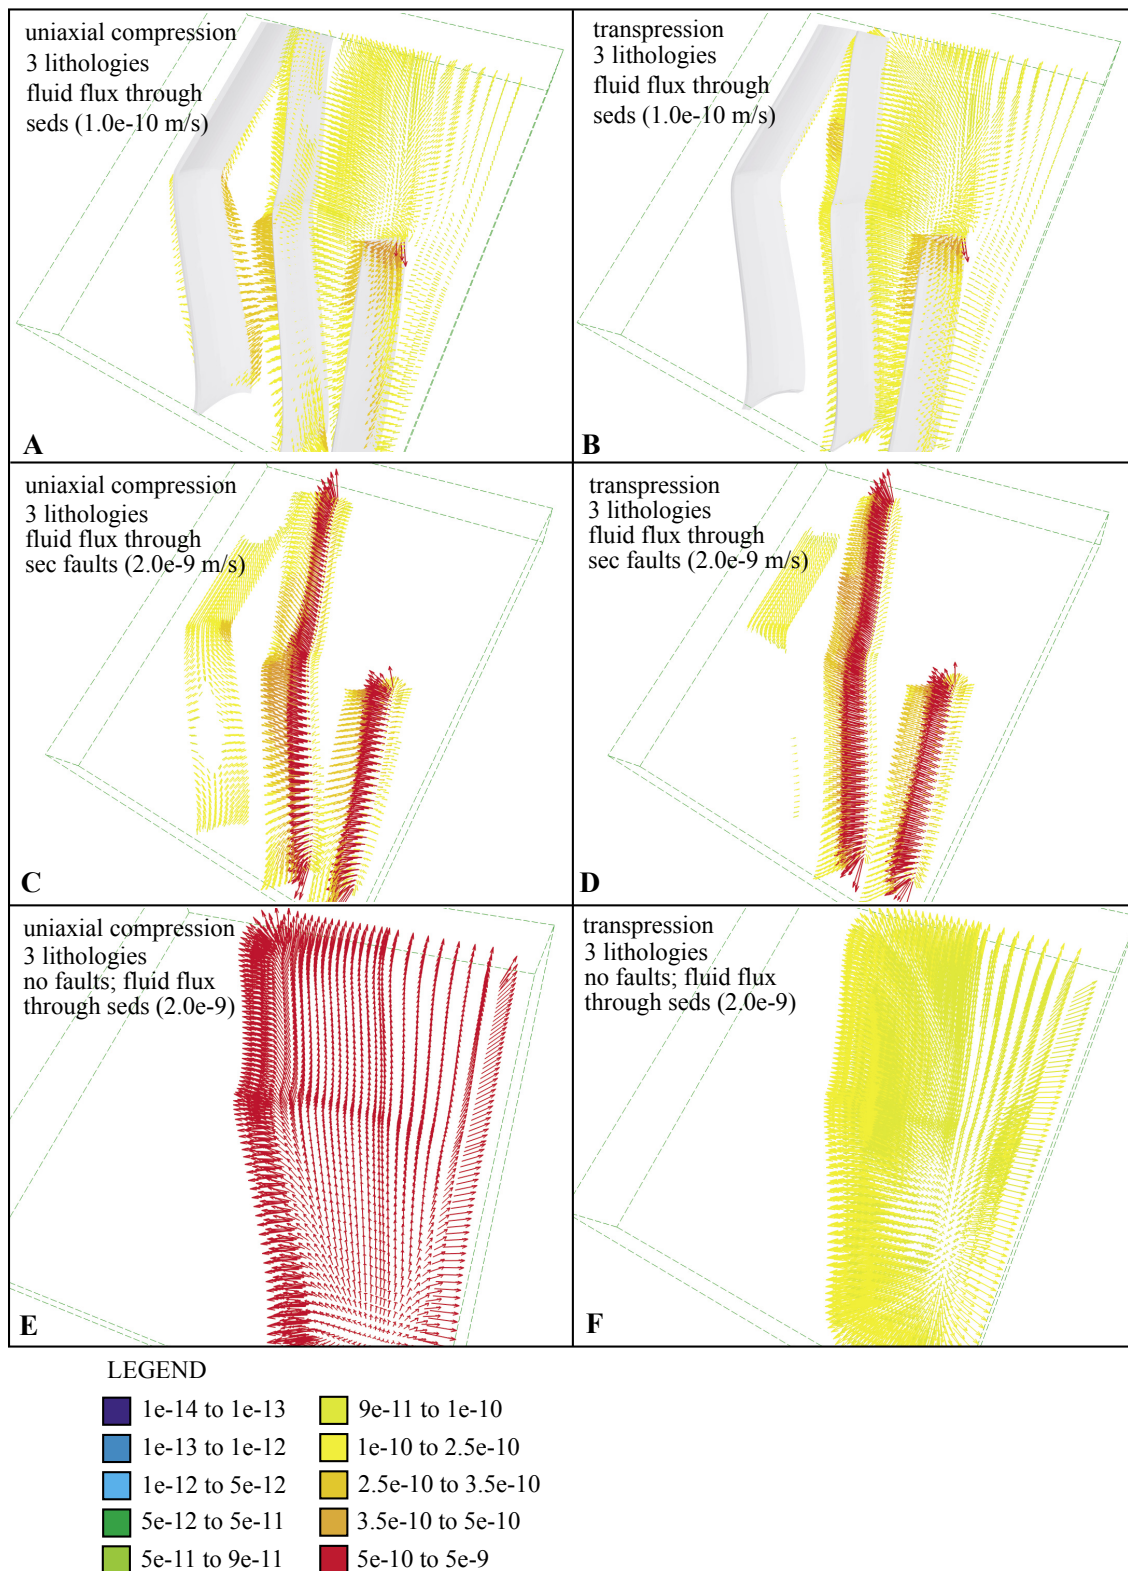 uniaxial compression
3 lithologies
fluid flux through
seds (1.0e-10 m/s)
A
transpression
3 lithologies
fluid flux through
seds (1.0e-10 m/s)
B
uniaxial compression
3 lithologies
fluid flux through
sec faults (2.0e-9 m/s)
C
transpression
3 lithologies
fluid flux through
sec faults (2.0e-9 m/s)
D
uniaxial compression
3 lithologies
no faults; fluid flux
through seds (2.0e-9)
E
transpression
3 lithologies
no faults; fluid flux
through seds (2.0e-9)
F
LEGEND
1e-14 to 1e-13
1e-13 to 1e-12
1e-12 to 5e-12
5e-12 to 5e-11
5e-11 to 9e-11
9e-11 to 1e-10
1e-10 to 2.5e-10
2.5e-10 to 3.5e-10
3.5e-10 to 5e-10
5e-10 to 5e-9